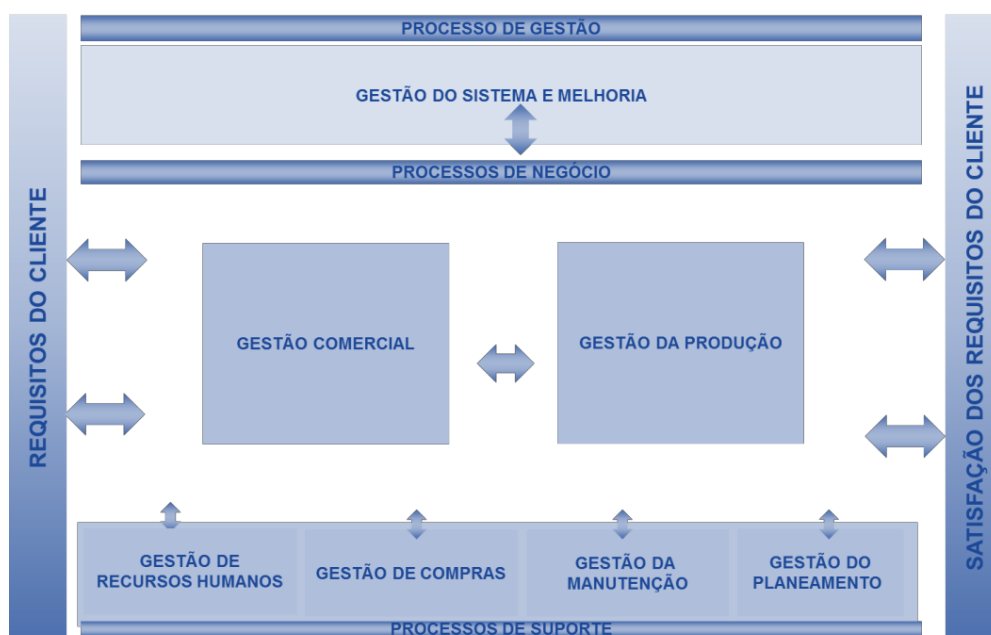 PROCESSO DE GESTÃO
GESTÃO DO SISTEMA E MELHORIA
PROCESSOS DE NEGÓCIO
REQUISITOS DO CLIENTE
GESTÃO COMERCIAL
GESTÃO DA PRODUÇÃO
SATISFAÇÃO DOS REQUISITOS DO CLIENTE
GESTÃO DE
RECURSOS HUMANOS
GESTÃO DE COMPRAS
GESTÃO DA
MANUTENÇÃO
GESTÃO DO
PLANEAMENTO
PROCESSOS DE SUPORTE